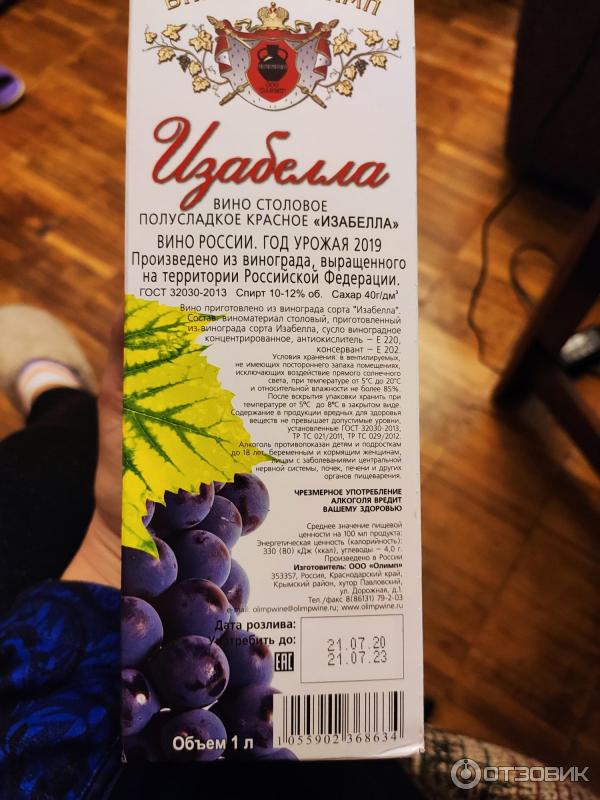 ООО
"ОЛИМП"
Изабелла
ВИНО СТОЛОВОЕ
ПОЛУСЛАДКОЕ КРАСНОЕ «ИЗАБЕЛЛА»
ВИНО РОССИИ. ГОД УРОЖАЯ 2019
Произведено из винограда, выращенного
на территории Российской Федерации.
ГОСТ 32030-2013 Спирт 10-12% об. Сахар 40г/дм³
Вино приготовлено из винограда сорта "Изабелла".
Состав: виноматериал столовый, приготовленный
из винограда сорта Изабелла, сусло виноградное
концентрированное, антиокислитель – Е 220,
консервант – Е 202.
Условия хранения: в вентилируемых,
не имеющих постороннего запаха помещениях,
исключающих воздействие прямого солнечного
света, при температуре от 5°С до 20°С
и относительной влажности не более 85%.
После вскрытия упаковки хранить при
температуре от 5°С до 8°С в закрытом виде.
Содержание в продукции вредных для здоровья
веществ не превышает допустимые уровни,
установленные ГОСТ 32030-2013,
ТР ТС 021/2011, ТР ТС 029/2012.
Алкоголь противопоказан детям и подросткам
до 18 лет, беременным и кормящим женщинам,
лицам с заболеваниями центральной
нервной системы, почек, печени и других
органов пищеварения.
ЧРЕЗМЕРНОЕ УПОТРЕБЛЕНИЕ
АЛКОГОЛЯ ВРЕДИТ
ВАШЕМУ ЗДОРОВЬЮ
Среднее значение пищевой
ценности на 100 мл продукта:
Энергетическая ценность (калорийность):
330 (80) кДж (ккал), углеводы – 4,0 г.
Произведено в России
Изготовитель: ООО «Олимп»
353357, Россия, Краснодарский край,
Крымский район, хутор Павловский,
ул. Дорожная, д.1.
Тел./факс 8(86131) 79-2-03
e-mail: olimpwine@olimpwine.ru, www.olimpwine.ru
Дата розлива: 21.07.20
Употребить до: 21.07.23
EAC
Объем 1 л
1 055902 368634
ОТЗОВИК